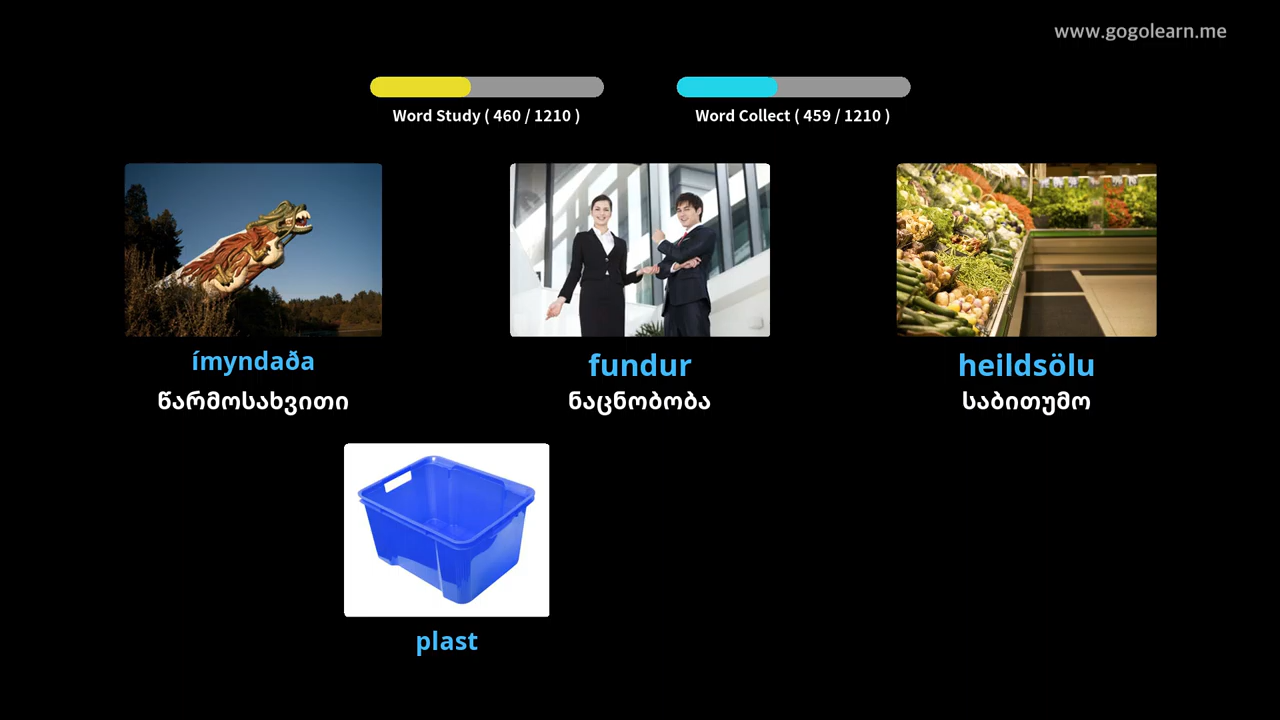 www.gogolearn.me
Word Study ( 460 / 1210 )
Word Collect ( 459 / 1210 )
ímyndaða
fundur
heildsölu
წარმოსახვითი
ნაცნობობა
საბითუმო
plast